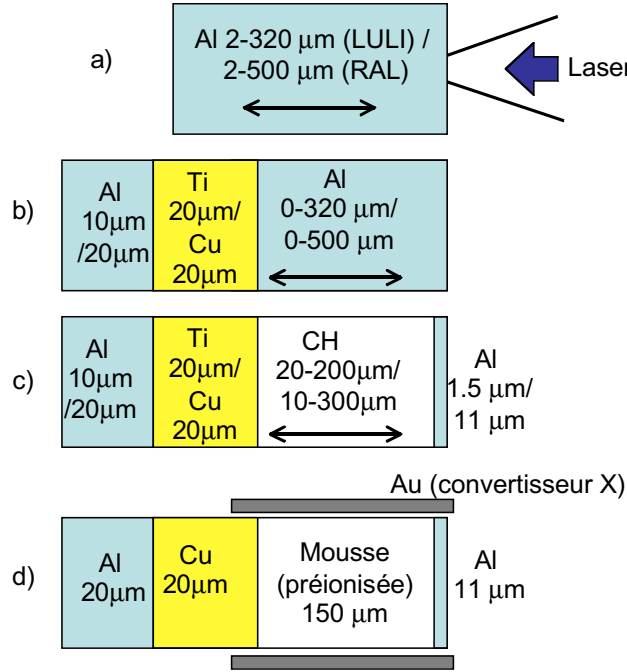 a)
Al 2-320 µm (LULI) /
2-500 µm (RAL)
Laser
b)
Al
10µm
/20µm
Ti
20µm/
Cu
20µm
Al
0-320 µm/
0-500 µm
c)
Al
10µm
/20µm
Ti
20µm/
Cu
20µm
CH
20-200µm/
10-300µm
Al
1.5 µm/
11 µm
Au (convertisseur X)
d)
Al
20µm
Cu
20µm
Mousse
(préionisée)
150 µm
Al
11 µm